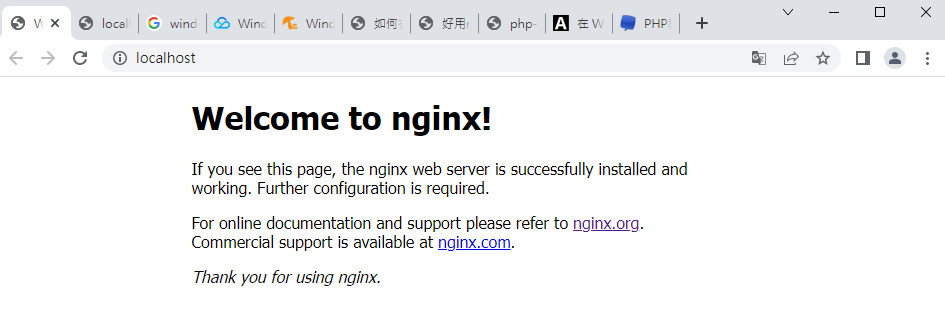 W
local
wind
Winc
Winc
如何
好用
php-
A 在 W
PHP
localhost
Welcome to nginx!
If you see this page, the nginx web server is successfully installed and
working. Further configuration is required.
For online documentation and support please refer to nginx.org.
Commercial support is available at nginx.com.
Thank you for using nginx.